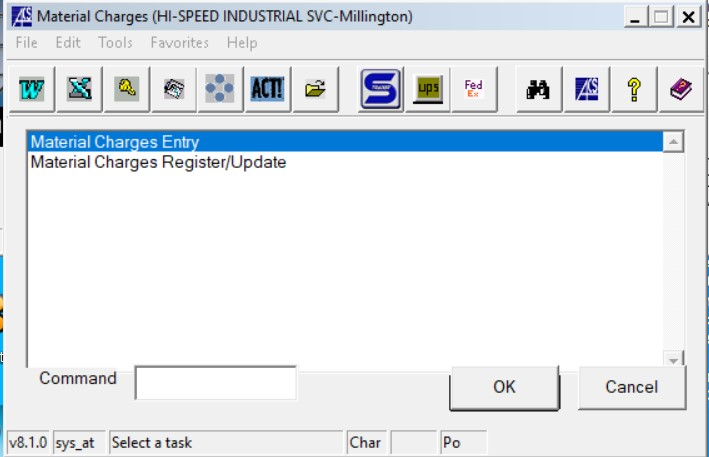 Material Charges (HI-SPEED INDUSTRIAL SVC-Millington)
File Edit Tools Favorites Help
W X ACT! S ups Fed Ex AIS ?
Material Charges Entry
Material Charges Register/Update
Command OK Cancel
v8.1.0 sys_at Select a task Char Po